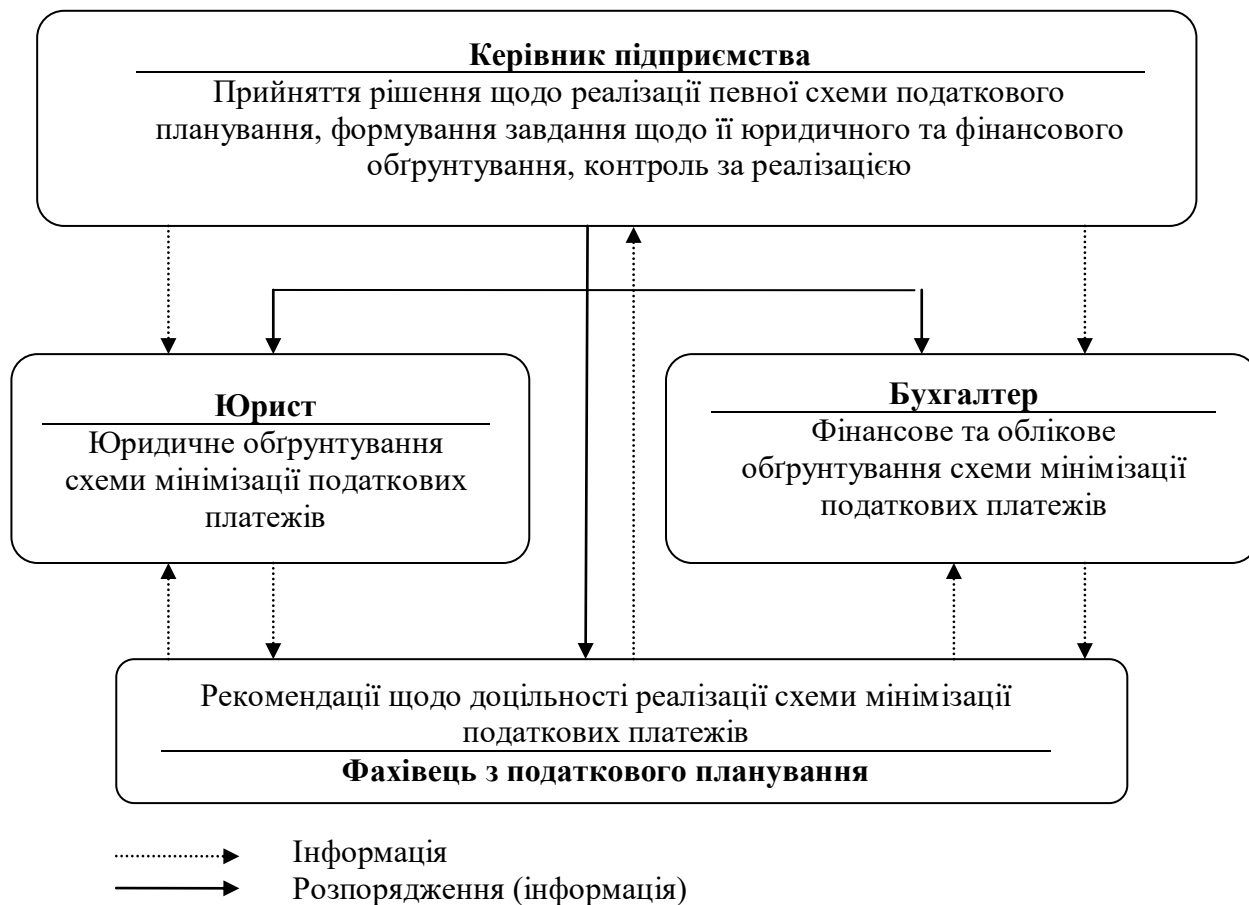 Керівник підприємства
Прийняття рішення щодо реалізації певної схеми податкового
планування, формування завдання щодо її юридичного та фінансового
обґрунтування, контроль за реалізацією
Юрист
Юридичне обґрунтування
схеми мінімізації податкових
платежів
Бухгалтер
Фінансове та облікове
обґрунтування схеми мінімізації
податкових платежів
Рекомендації щодо доцільності реалізації схеми мінімізації
податкових платежів
Фахівець з податкового планування
Інформація
Розпорядження (інформація)